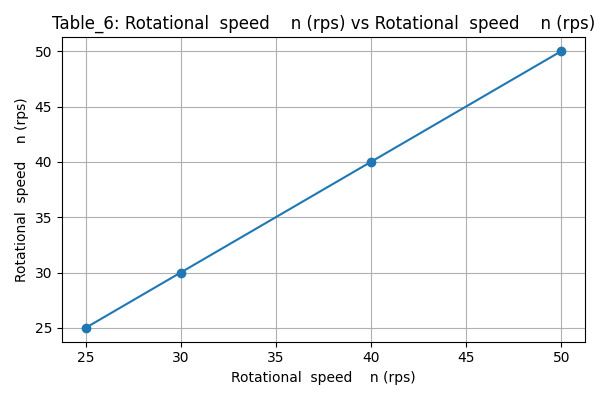 Table_6: Rotational  speed    n (rps) vs Rotational  speed    n (rps)
Rotational  speed    n (rps)
50
45
40
35
30
25
25 30 35 40 45 50
Rotational  speed    n (rps)